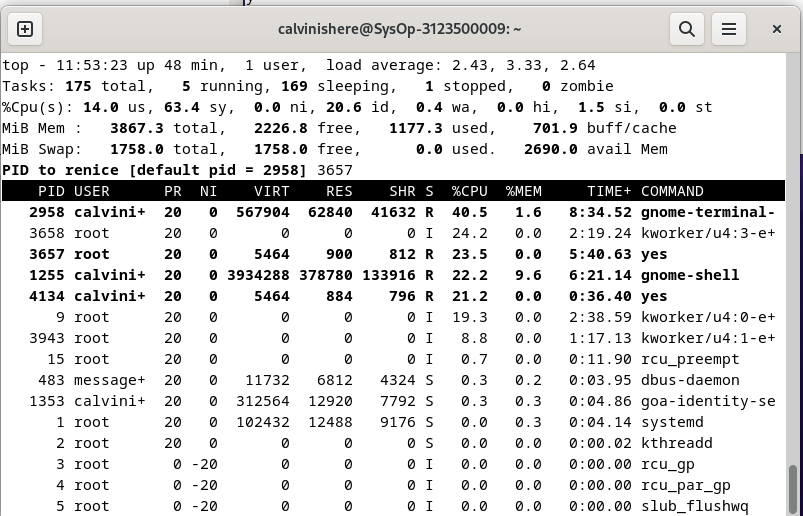 y
calvinishere@SysOp-3123500009: ~
top - 11:53:23 up 48 min,  1 user,  load average: 2.43, 3.33, 2.64
Tasks: 175 total,   5 running, 169 sleeping,   1 stopped,   0 zombie
%Cpu(s): 14.0 us, 63.4 sy,  0.0 ni, 20.6 id,  0.4 wa,  0.0 hi,  1.5 si,  0.0 st
MiB Mem :   3867.3 total,   2226.8 free,   1177.3 used,    701.9 buff/cache
MiB Swap:   1758.0 total,   1758.0 free,      0.0 used.   2690.0 avail Mem
PID to renice [default pid = 2958] 3657
PID USER      PR  NI    VIRT    RES    SHR S  %CPU  %MEM     TIME+ COMMAND
2958 calvini+  20   0  567904  62840  41632 R  40.5   1.6   8:34.52 gnome-terminal-
3658 root      20   0       0      0      0 I  24.2   0.0   2:19.24 kworker/u4:3-e+
3657 root      20   0    5464    900    812 R  23.5   0.0   5:40.63 yes
1255 calvini+  20   0 3934288 378780 133916 R  22.2   9.6   6:21.14 gnome-shell
4134 calvini+  20   0    5464    884    796 R  21.2   0.0   0:36.40 yes
9 root      20   0       0      0      0 I  19.3   0.0   2:38.59 kworker/u4:0-e+
3943 root      20   0       0      0      0 I   8.8   0.0   1:17.13 kworker/u4:1-e+
15 root      20   0       0      0      0 I   0.7   0.0   0:11.90 rcu_preempt
483 message+  20   0   11732   6812   4324 S   0.3   0.2   0:03.95 dbus-daemon
1353 calvini+  20   0  312564  12920   7792 S   0.3   0.3   0:04.86 goa-identity-se
1 root      20   0  102432  12488   9176 S   0.0   0.3   0:04.14 systemd
2 root      20   0       0      0      0 S   0.0   0.0   0:00.02 kthreadd
3 root       0 -20       0      0      0 I   0.0   0.0   0:00.00 rcu_gp
4 root       0 -20       0      0      0 I   0.0   0.0   0:00.00 rcu_par_gp
5 root       0 -20       0      0      0 I   0.0   0.0   0:00.00 slub_flushwq